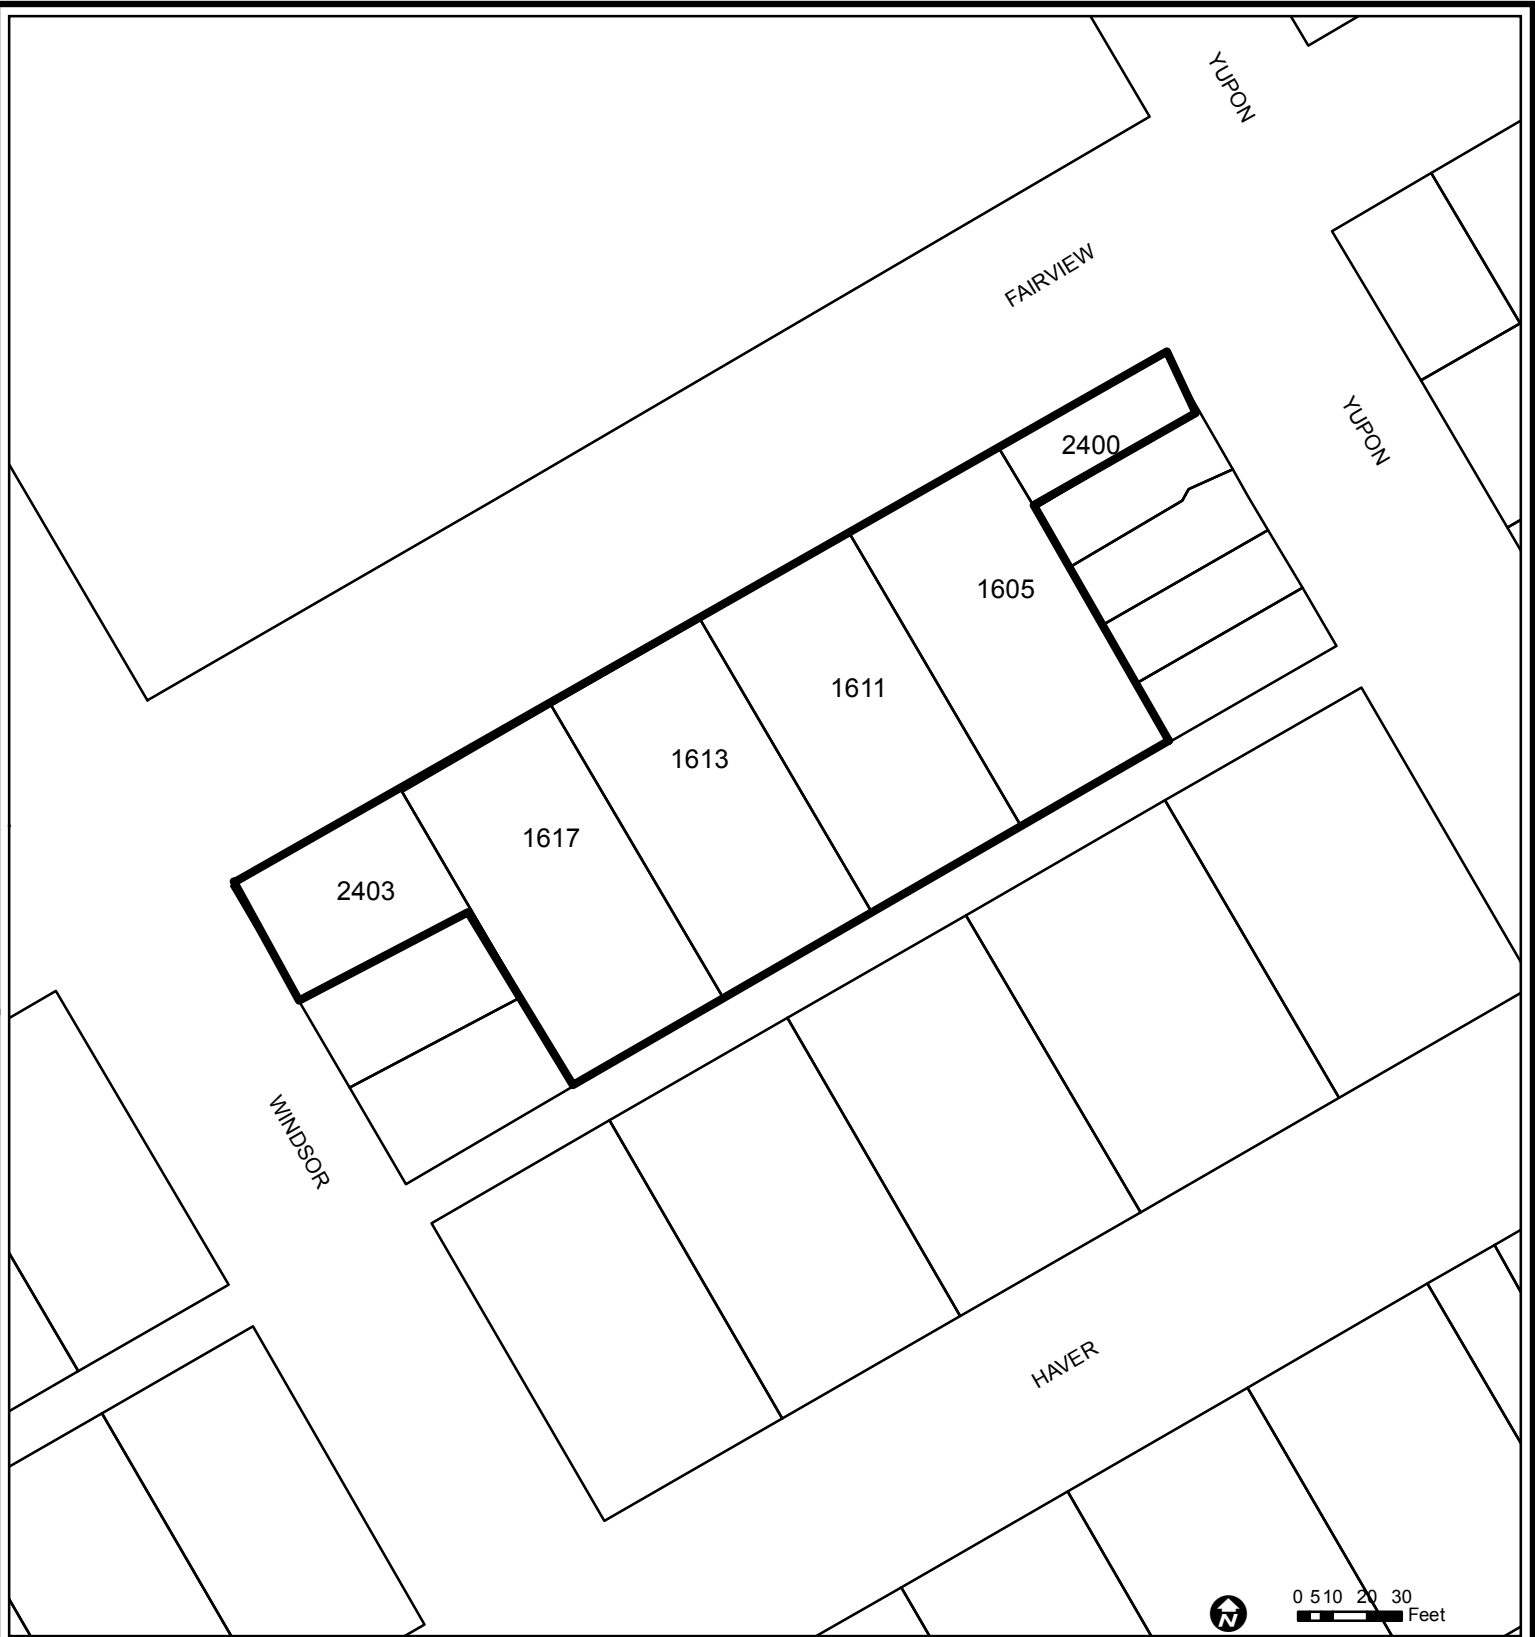 YUPON
FAIRVIEW
YUPON
2400
1605
1611
1613
1617
2403
WINDSOR
HAVER
N
0 5 10 20 30
Feet